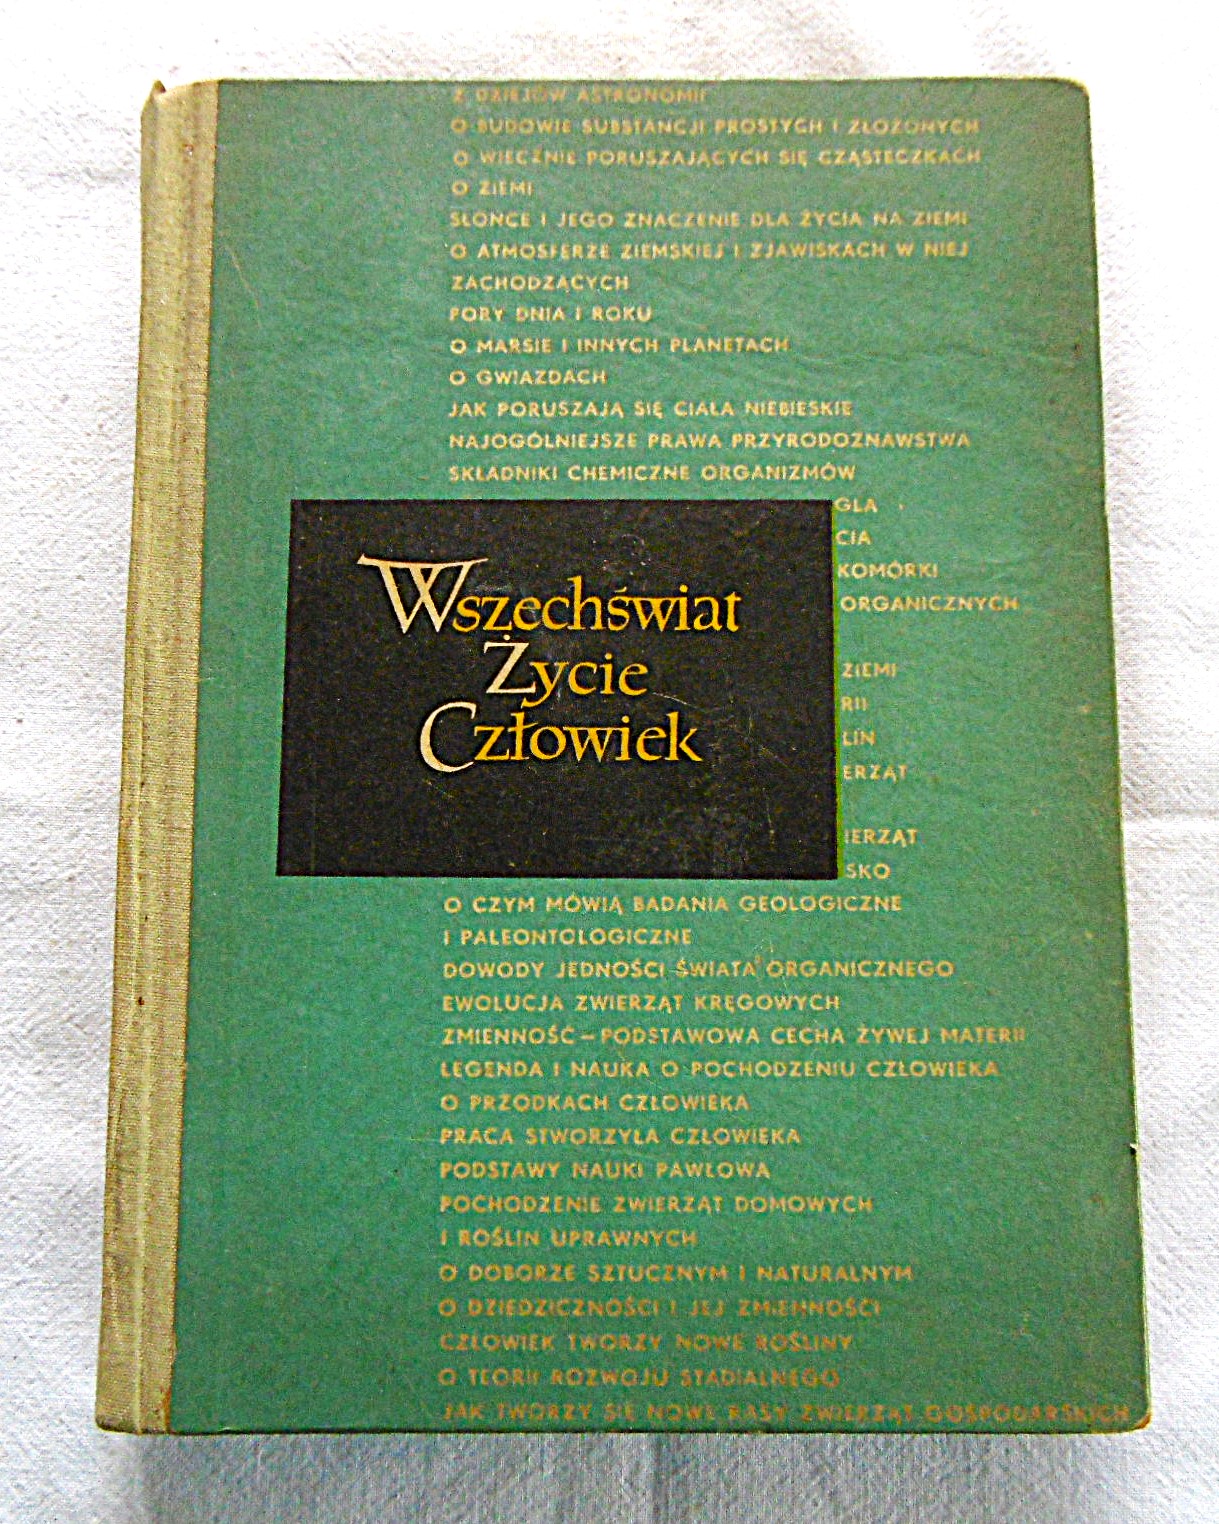 Z DZIEJÓW ASTRONOMII
O BUDOWIE SUBSTANCJI PROSTYCH I ZŁOŻONYCH
O WIECZNIE PORUSZAJĄCYCH SIĘ CZĄSTECZKACH
O ZIEMI
SŁOŃCE I JEGO ZNACZENIE DLA ŻYCIA NA ZIEMI
O ATMOSFERZE ZIEMSKIEJ I ZJAWISKACH W NIEJ
ZACHODZĄCYCH
PORY DNIA I ROKU
O MARSIE I INNYCH PLANETACH
O GWIAZDACH
JAK PORUSZAJĄ SIĘ CIAŁA NIEBIESKIE
NAJOGÓLNIEJSZE PRAWA PRZYRODOZNAWSTWA
SKŁADNIKI CHEMICZNE ORGANIZMÓW
GLA
CIA
KOMÓRKI
ORGANICZNYCH
ZIEMI
RII
LIN
ERZĄT
IERZĄT
SKO
Wszechświat
Życie
Człowiek
O CZYM MÓWIĄ BADANIA GEOLOGICZNE
I PALEONTOLOGICZNE
DOWODY JEDNOŚCI ŚWIATA ORGANICZNEGO
EWOLUCJA ZWIERZĄT KRĘGOWYCH
ZMIENNOŚĆ – PODSTAWOWA CECHA ŻYWEJ MATERII
LEGENDA I NAUKA O POCHODZENIU CZŁOWIEKA
O PRZODKACH CZŁOWIEKA
PRACA STWORZYŁA CZŁOWIEKA
PODSTAWY NAUKI PAWŁOWA
POCHODZENIE ZWIERZĄT DOMOWYCH
I ROŚLIN UPRAWNYCH
O DOBORZE SZTUCZNYM I NATURALNYM
O DZIEDZICZNOŚCI I JEJ ZMIENNOŚCI
CZŁOWIEK TWORZY NOWE ROŚLINY
O TEORII ROZWOJU STADIALNEGO
JAK TWORZY SIĘ NOWE RASY ZWIERZĄT GOSPODARSKICH